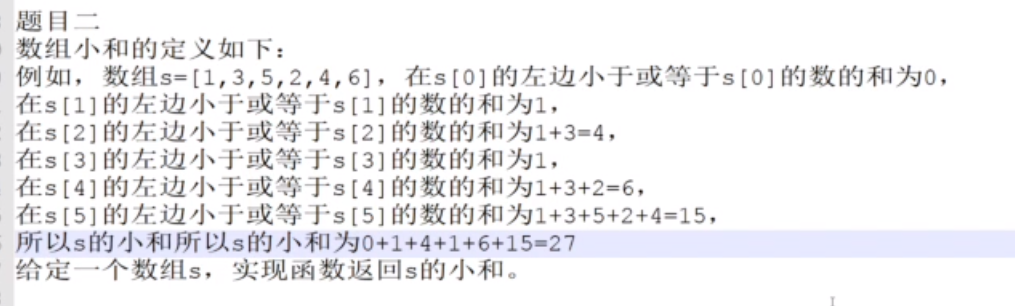 题目二
数组小和的定义如下：
例如，数组s=[1,3,5,2,4,6]，在s[0]的左边小于或等于s[0]的数的和为0，
在s[1]的左边小于或等于s[1]的数的和为1，
在s[2]的左边小于或等于s[2]的数的和为1+3=4，
在s[3]的左边小于或等于s[3]的数的和为1，
在s[4]的左边小于或等于s[4]的数的和为1+3+2=6，
在s[5]的左边小于或等于s[5]的数的和为1+3+5+2+4=15，
所以s的小和所以s的小和为0+1+4+1+6+15=27
给定一个数组s，实现函数返回s的小和。